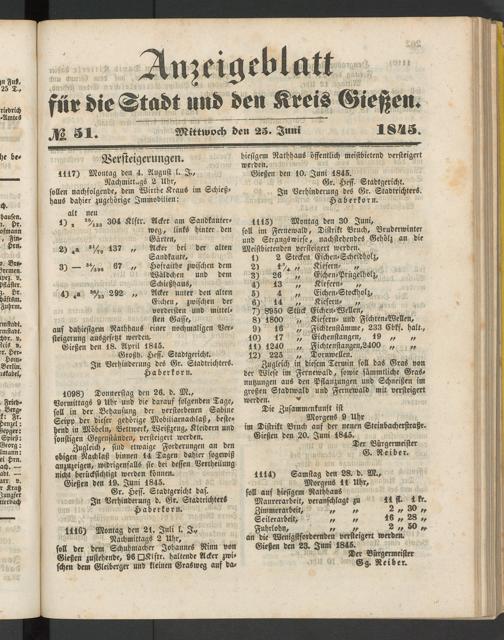 Anzeigeblatt
für die Stadt und den Kreis Gießen.
№ 51. Mittwoch den 25. Juni 1845.
Versteigerungen.
1117) Montag den 4. August l. J.,
Nachmittags 2 Uhr,
sollen nachfolgende, dem Wirthe Kraus im Schieß-
haus dahier zugehörige Immobilien:
alt neu
304 Klftr. Acker am Sandkauter-
weg, links hinter den
Gärten,
137 „ Acker bei der alten
Sandkaut,
3) — 67 „ Hofraithe zwischen dem
Wäldchen und dem
Schießhaus,
292 „ Acker unter den alten
Eichen, zwischen der
vordersten und mittel-
sten Gasse,
auf dahiesigem Rathhaus einer nochmaligen Ver-
steigerung ausgesetzt werden.
Gießen den 18. April 1845.
Großh. Hess. Stadtgericht.
In Verhinderung des Gr. Stadtrichters.
Haberkorn.
1098) Donnerstag den 26. d. M.,
Vormittags 9 Uhr und die darauf folgenden Tage,
soll in der Behausung der verstorbenen Sabine
Seipp der dieser gehörige Mobiliarnachlaß, beste-
hend in Möbeln, Bettwerk, Weißzeug, Kleidern und
sonstigen Gegenständen, versteigert werden.
Zugleich sind etwaige Forderungen an den
obigen Nachlaß binnen 14 Tagen dahier sogewiß
anzuzeigen, widrigenfalls sie bei dessen Vertheilung
nicht berücksichtigt werden können.
Gießen den 19. Juni 1845.
Gr. Hess. Stadtgericht das.
In Verhinderung d. Gr. Stadtrichters
Haberkorn.
1116) Montag den 21. Juli l. J.,
Nachmittags 2 Uhr,
soll der dem Schuhmacher Johannes Rinn von
Gießen zustehende, 96 □Klftr. haltende Acker zwi-
schen dem Gleiberger und kleinen Grasweg auf da-
hiesigem Rathhaus öffentlich meistbietend versteigert
werden.
Gießen den 10. Juni 1845.
Gr. Hess. Stadtgericht.
In Verhinderung des Gr. Stadtrichters.
Haberkorn.
1115) Montag den 30. Juni,
soll im Fernewald, Distrikt Bruch, Bruderwinter
und Strangswiese, nachstehendes Gehölz an die
Meistbietenden versteigert werden.
1) 2 Stecken Eichen-Scheidholz,
2) „ Kiefern- „
3) 26 „ Eichen-Prügelholz,
4) 13 „ Kiefern- „
5) 4 „ Eichen-Stockholz,
6) 14 „ Kiefern- „
7) 8950 Stück Eichen-Wellen,
8) 1800 „ Kiefern- und Fichten-Wellen,
9) 16 „ Fichtenstämme, 233 Cbkf. halt.,
10) 17 „ Eichenstangen, 19 „ „
11) 1240 „ Fichtenstangen, 2400 „ „
12) 225 „ Dornwellen.
Zugleich in diesem Termin soll das Gras von
der Wiese im Fernewald, sowie sämmtliche Gras-
nutzungen aus den Pflanzungen und Schneißen im
großen Stadtwald und Fernewald mit versteigert
werden.
Die Zusammenkunft ist
Morgens 9 Uhr
im Distrikt Bruch auf der neuen Steinbacherstraße.
Gießen den 20. Juni 1845.
Der Bürgermeister
G. Reiber.
1114) Samstag den 28. d. M.,
Morgens 11 Uhr,
soll auf hiesigem Rathhaus
Maurerarbeit, veranschlagt zu 11 fl. 1 kr.
Zimmerarbeit, „ „ 2 „ 30 „
Seilerarbeit, „ „ 16 „ 28 „
Fuhrlohn, „ „ 2 „ 50 „
an die Wenigstfordernden versteigert werden.
Gießen den 23. Juni 1845.
Der Bürgermeister
Gg. Reiber.